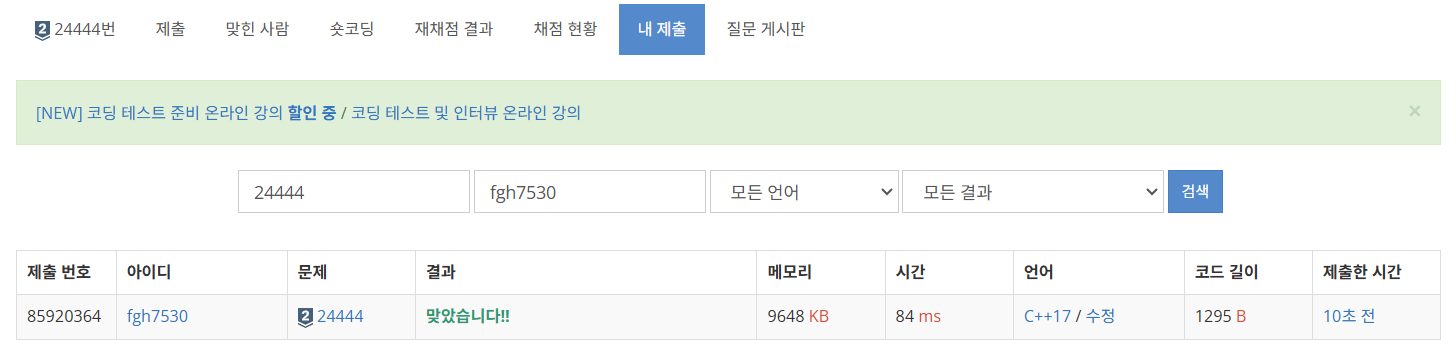 2 24444번 제출 맞힌 사람 숏코딩 재채점 결과 채점 현황 내 제출 질문 게시판
[NEW] 코딩 테스트 준비 온라인 강의 할인 중 / 코딩 테스트 및 인터뷰 온라인 강의 ×
24444 fgh7530 모든 언어 모든 결과 검색
제출 번호 아이디 문제 결과 메모리 시간 언어 코드 길이 제출한 시간
85920364 fgh7530 2 24444 맞았습니다!! 9648 KB 84 ms C++17 / 수정 1295 B 10초 전